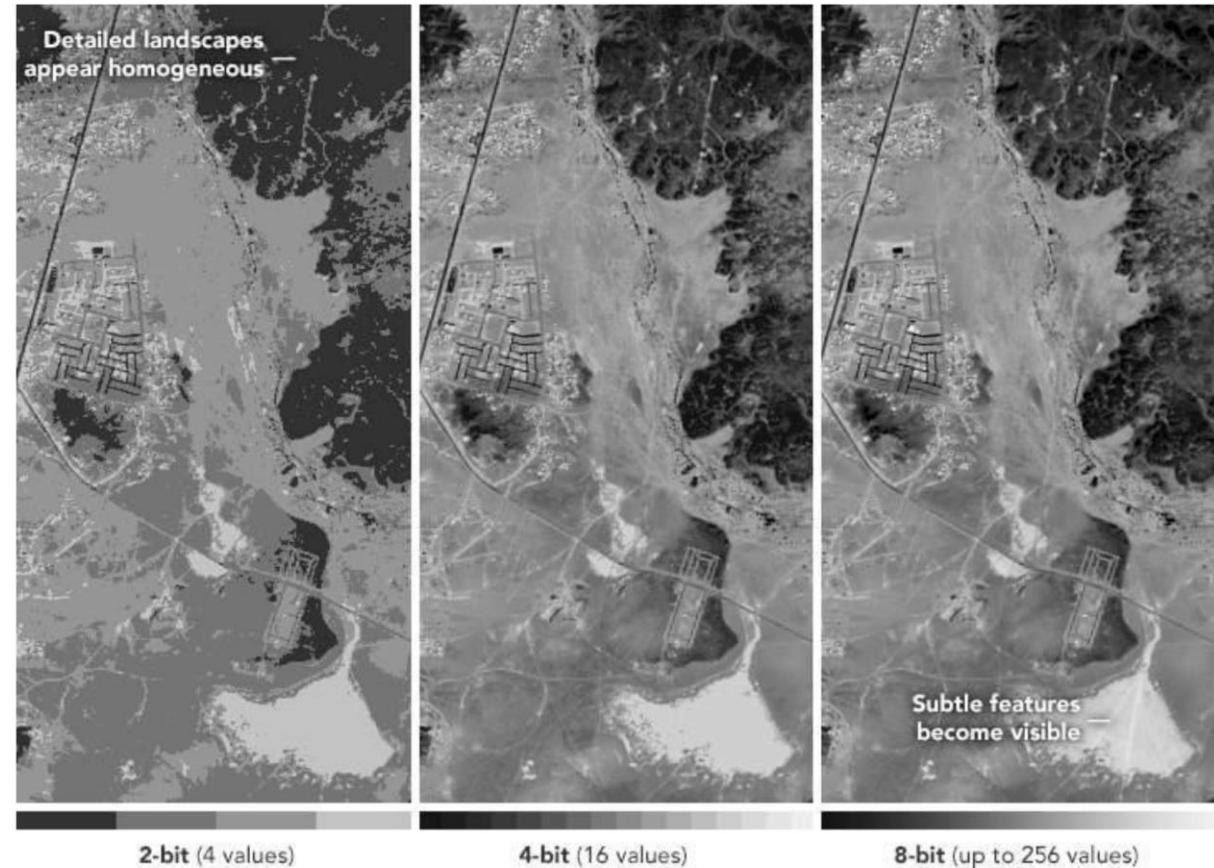 Detailed landscapes
appear homogeneous
Subtle features
become visible
2-bit (4 values)
4-bit (16 values)
8-bit (up to 256 values)